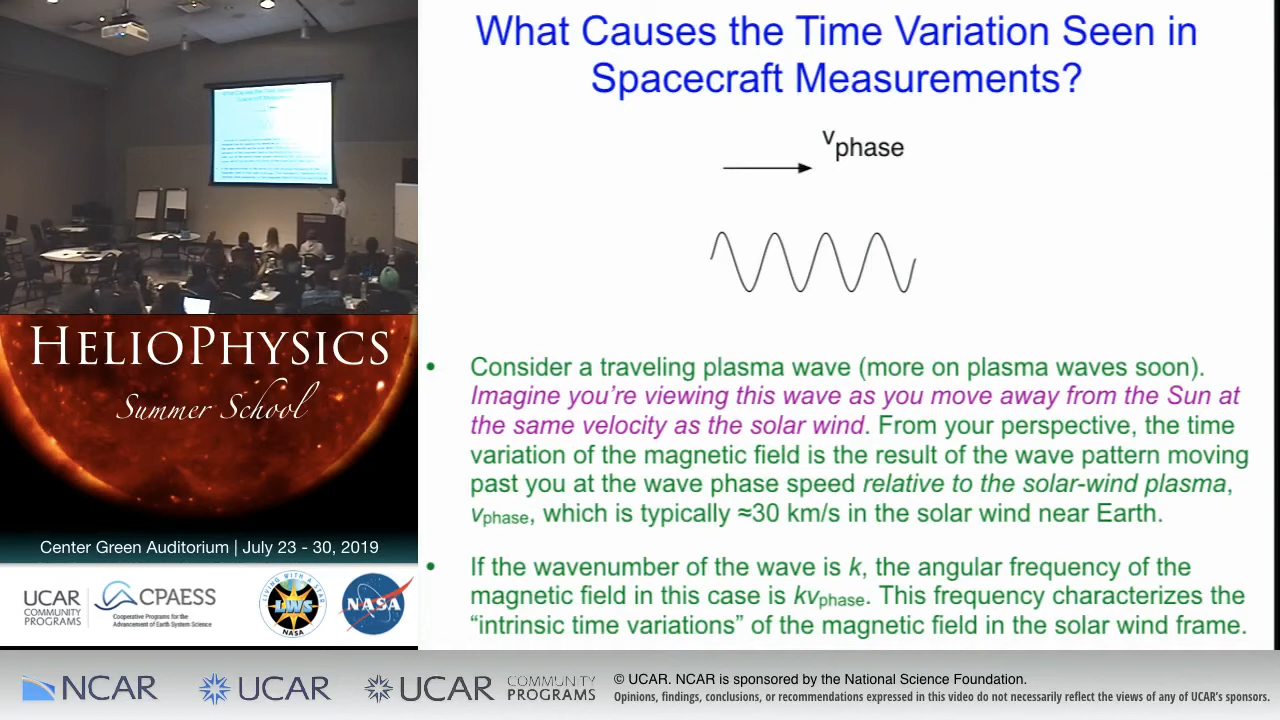 What Causes the Time Variation Seen in
Spacecraft Measurements?
vphase
• Consider a traveling plasma wave (more on plasma waves soon).
Imagine you’re viewing this wave as you move away from the Sun at
the same velocity as the solar wind. From your perspective, the time
variation of the magnetic field is the result of the wave pattern moving
past you at the wave phase speed relative to the solar-wind plasma,
vphase, which is typically ≈30 km/s in the solar wind near Earth.
• If the wavenumber of the wave is k, the angular frequency of the
magnetic field in this case is kvphase. This frequency characterizes the
“intrinsic time variations” of the magnetic field in the solar wind frame.
HELIOPHYSICS
Summer School
Center Green Auditorium | July 23 - 30, 2019
UCAR
COMMUNITY
PROGRAMS
CPAESS
Cooperative Programs for the
Advancement of Earth System Science
LIVING WITH A STAR
LWS
NASA
NASA
NCAR
UCAR
UCAR
COMMUNITY
PROGRAMS
© UCAR. NCAR is sponsored by the National Science Foundation.
Opinions, findings, conclusions, or recommendations expressed in this video do not necessarily reflect the views of any of UCAR's sponsors.